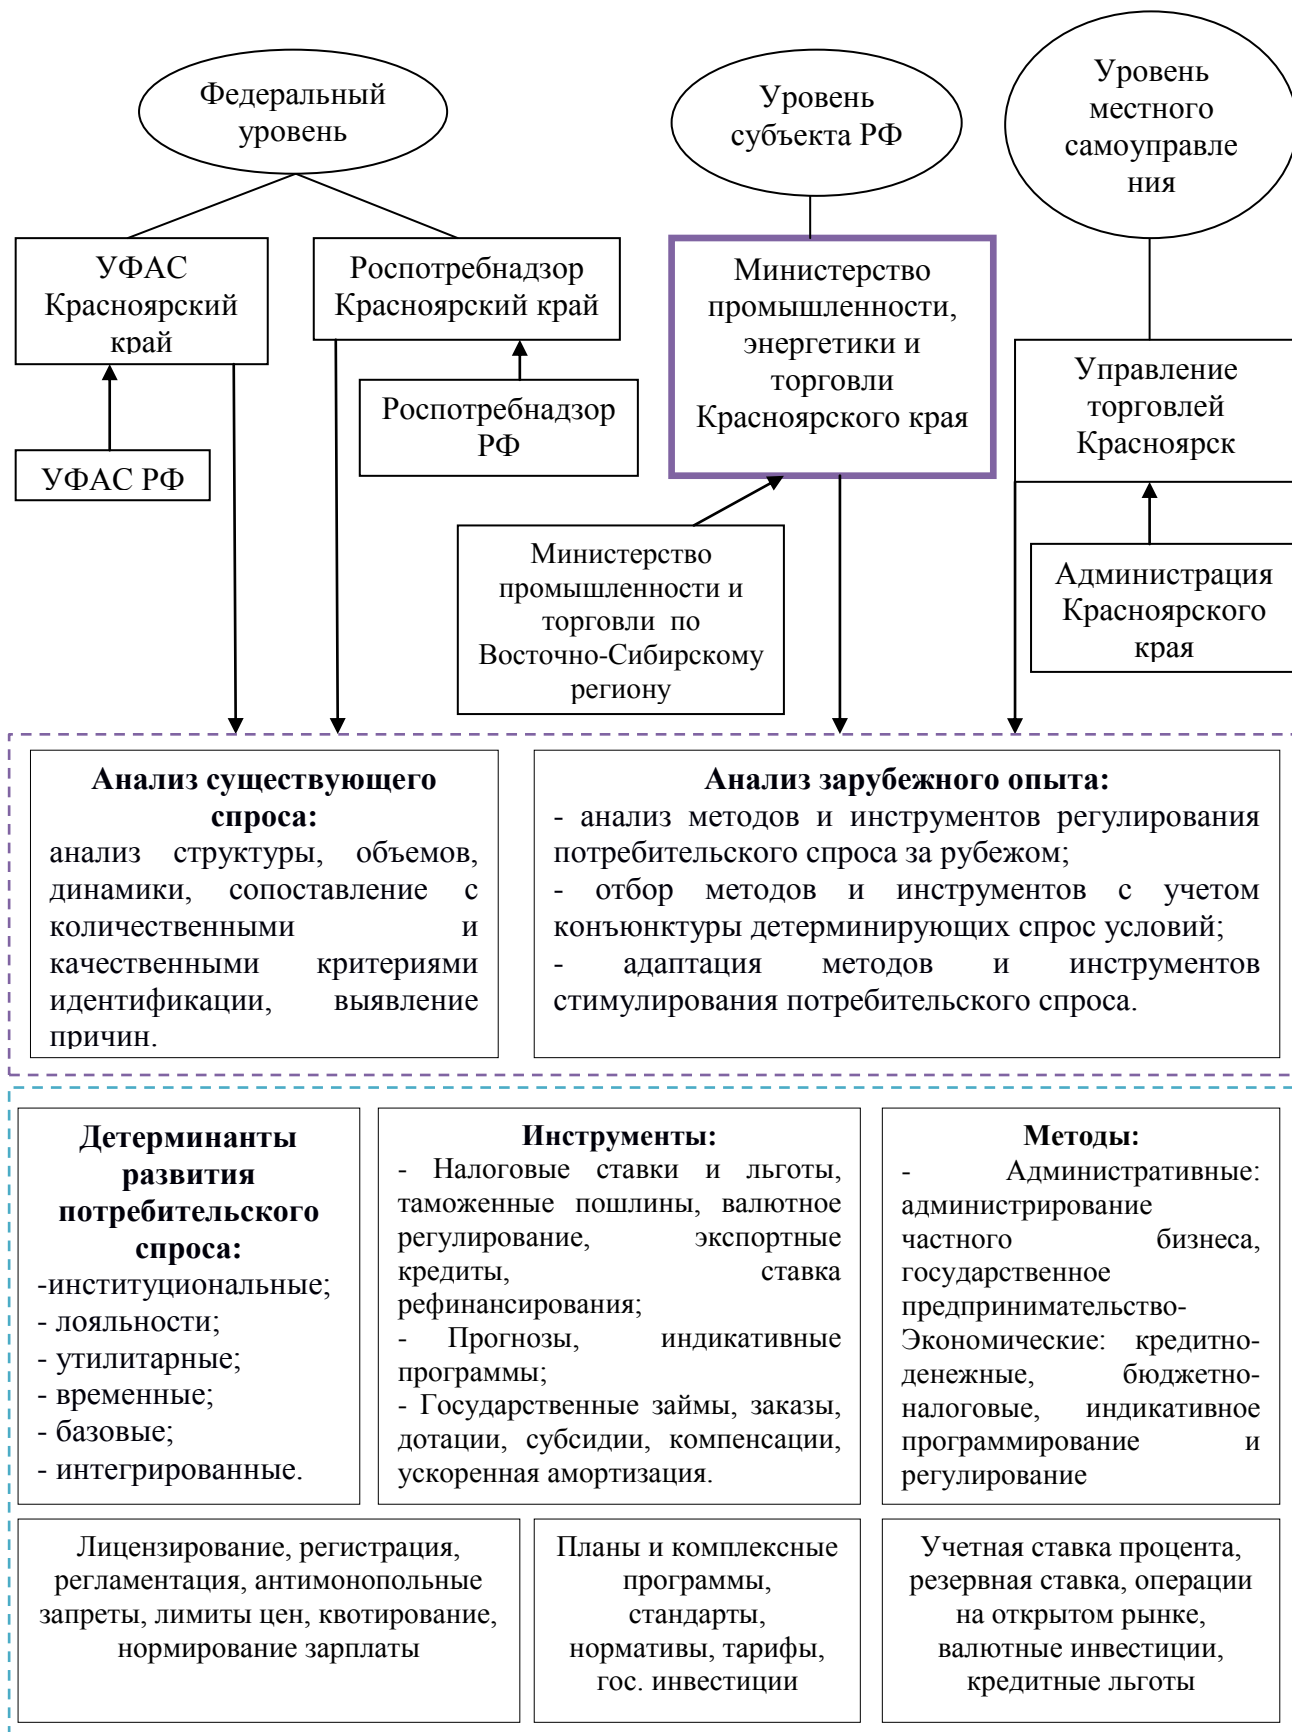 Федеральный
уровень
Уровень
субъекта РФ
Уровень
местного
самоуправле
ния
УФАС
Красноярский
край
Роспотребнадзор
Красноярский край
Министерство
промышленности,
энергетики и
торговли
Красноярского края
Управление
торговлей
Красноярск
УФАС РФ
Роспотребнадзор
РФ
Министерство
промышленности и
торговли по
Восточно-Сибирскому
региону
Администрация
Красноярского
края
Анализ существующего
спроса:
анализ структуры, объемов,
динамики, сопоставление с
количественными и
качественными критериями
идентификации, выявление
причин.
Анализ зарубежного опыта:
- анализ методов и инструментов регулирования
потребительского спроса за рубежом;
- отбор методов и инструментов с учетом
конъюнктуры детерминирующих спрос условий;
- адаптация методов и инструментов
стимулирования потребительского спроса.
Детерминанты
развития
потребительского
спроса:
-институциональные;
- лояльности;
- утилитарные;
- временные;
- базовые;
- интегрированные.
Инструменты:
- Налоговые ставки и льготы,
таможенные пошлины, валютное
регулирование, экспортные
кредиты, ставка
рефинансирования;
- Прогнозы, индикативные
программы;
- Государственные займы, заказы,
дотации, субсидии, компенсации,
ускоренная амортизация.
Методы:
- Административные:
администрирование
частного бизнеса,
государственное
предпринимательство-
Экономические: кредитно-
денежные, бюджетно-
налоговые, индикативное
программирование и
регулирование
Лицензирование, регистрация,
регламентация, антимонопольные
запреты, лимиты цен, квотирование,
нормирование зарплаты
Планы и комплексные
программы,
стандарты,
нормативы, тарифы,
гос. инвестиции
Учетная ставка процента,
резервная ставка, операции
на открытом рынке,
валютные инвестиции,
кредитные льготы